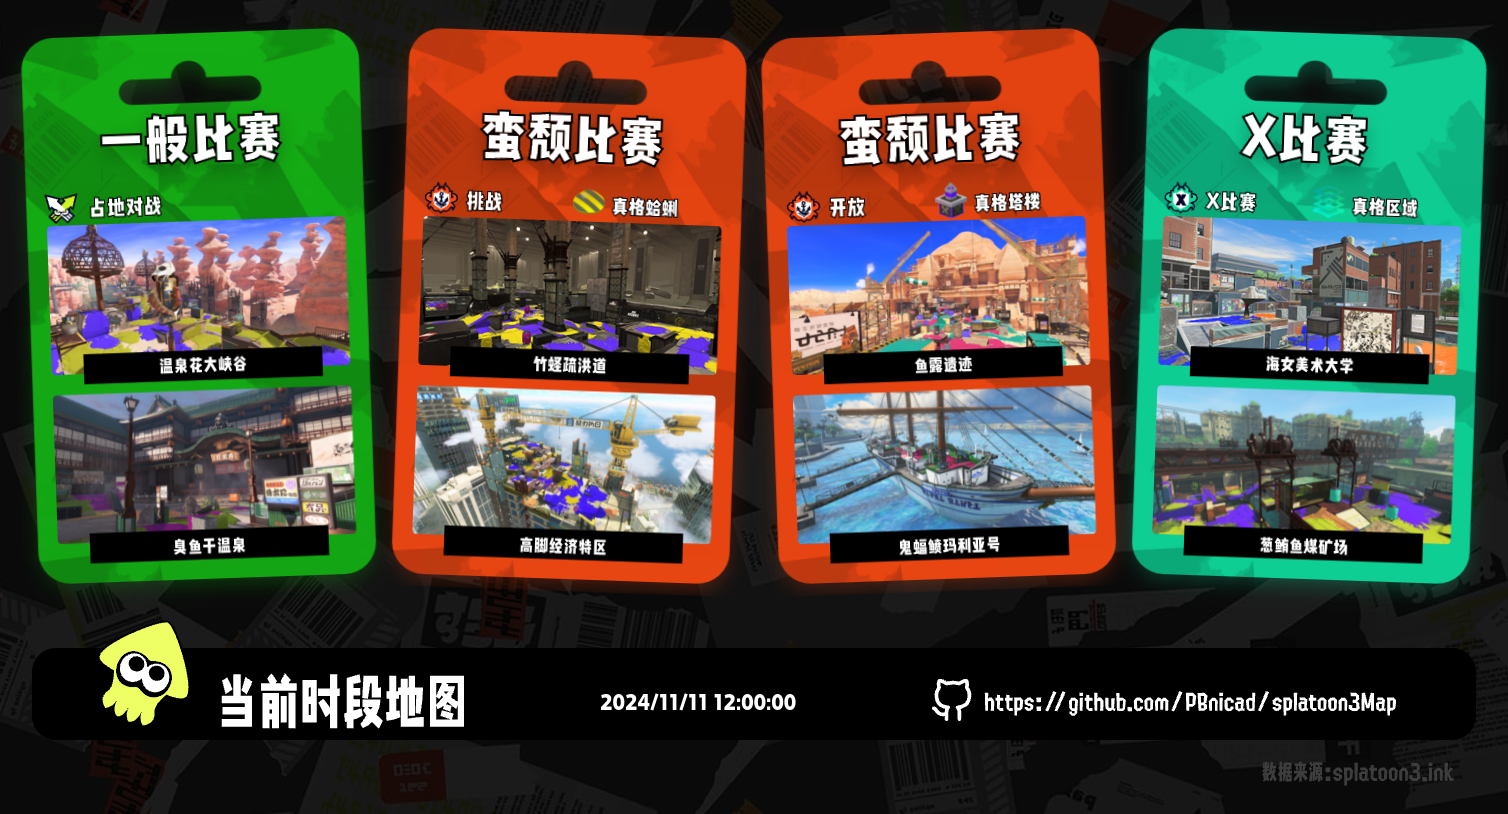 一般比赛
占地对战
温泉花大峡谷
臭鱼干温泉
蛮颓比赛
挑战
真格蛤蜊
竹蛏疏洪道
高脚经济特区
蛮颓比赛
开放
真格塔楼
鱼露遗迹
鬼蝠鲼玛利亚号
X比赛
X比赛
真格区域
海女美术大学
葱鲔鱼煤矿场
当前时段地图
2024/11/11 12:00:00
https://github.com/PBnicad/splatoon3Map
数据来源:splatoon3.ink